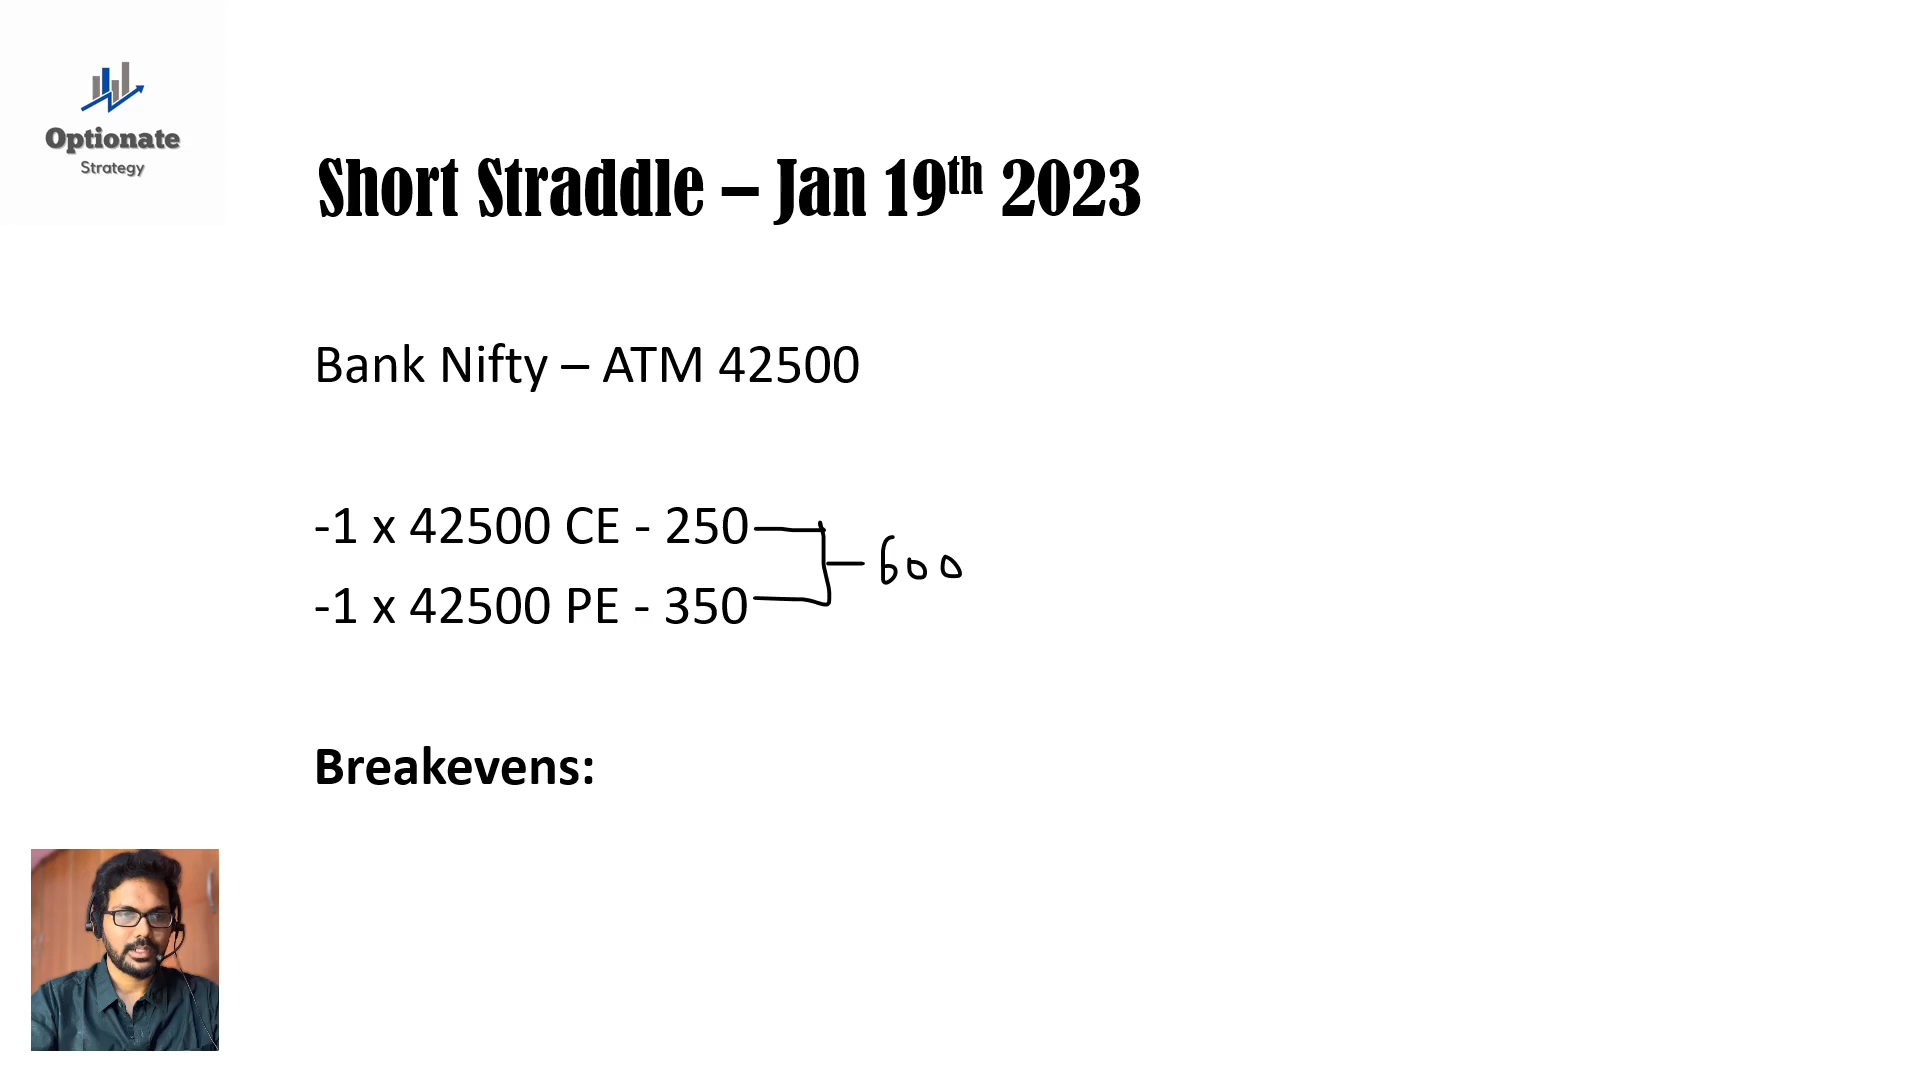 Optionate
Strategy
Short Straddle – Jan 19th 2023
Bank Nifty – ATM 42500
-1 x 42500 CE - 250
600
-1 x 42500 PE - 350
Breakevens: